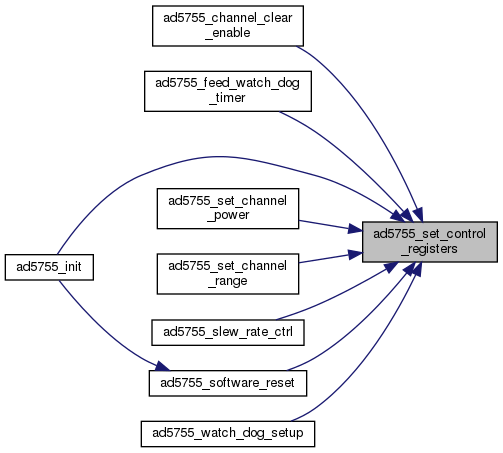 ad5755_channel_clear
_enable
ad5755_feed_watch_dog
_timer
ad5755_set_channel
_power
ad5755_set_control
_registers
ad5755_init
ad5755_set_channel
_range
ad5755_slew_rate_ctrl
ad5755_software_reset
ad5755_watch_dog_setup